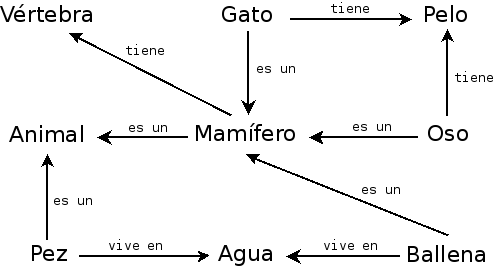 Vértebra
Gato
tiene
Pelo
tiene
es un
tiene
Animal
es un
Mamífero
es un
Oso
es un
es un
Pez
vive en
Agua
vive en
Ballena